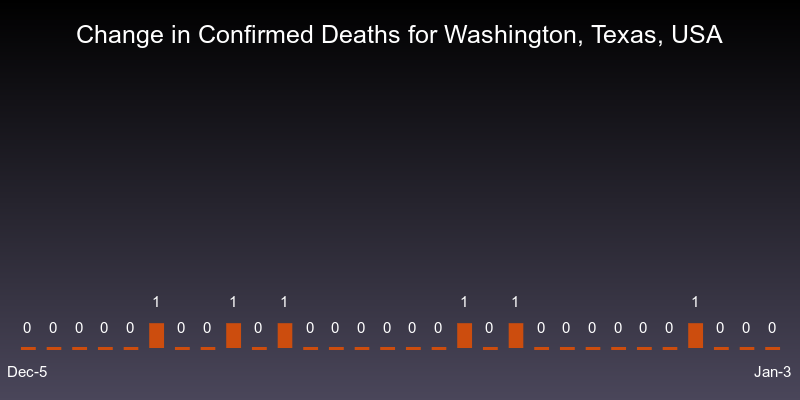 Change in Confirmed Deaths for Washington, Texas, USA
1 1 1 1 1 1
0 0 0 0 0 0 0 0 0 0 0 0 0 0 0 0 0 0 0 0 0 0 0 0
Dec-5 Jan-3